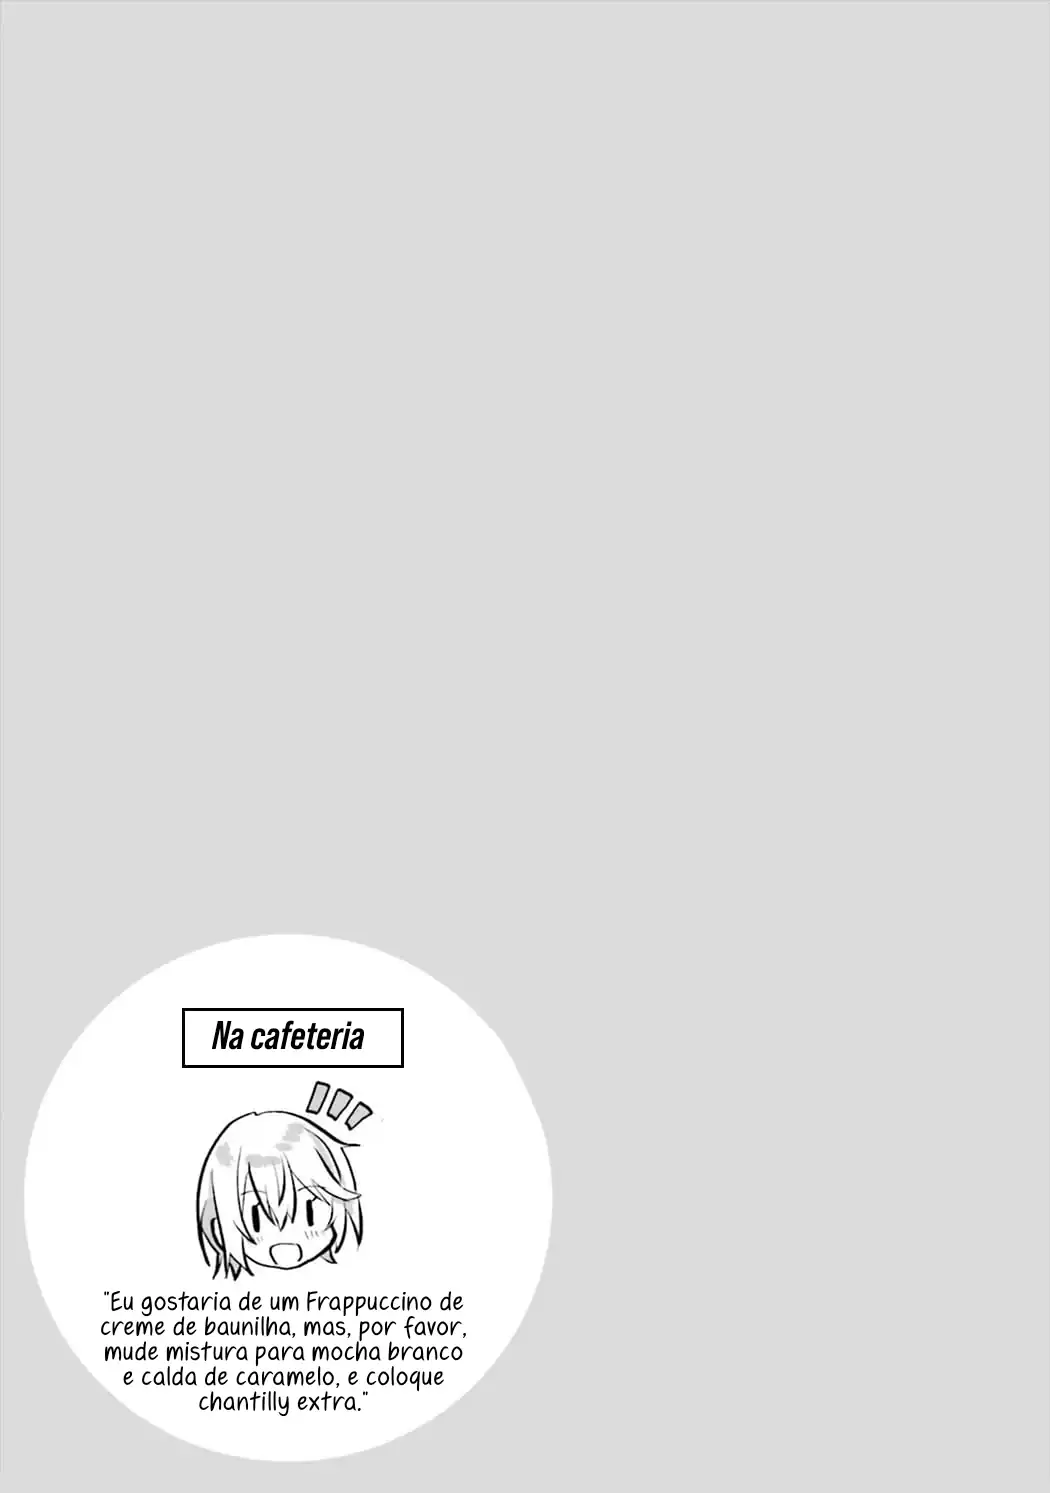 Na cafeteria
"Eu gostaria de um Frappuccino de
creme de baunilha, mas, por favor,
mude mistura para mocha branco
e calda de caramelo, e coloque
chantilly extra."